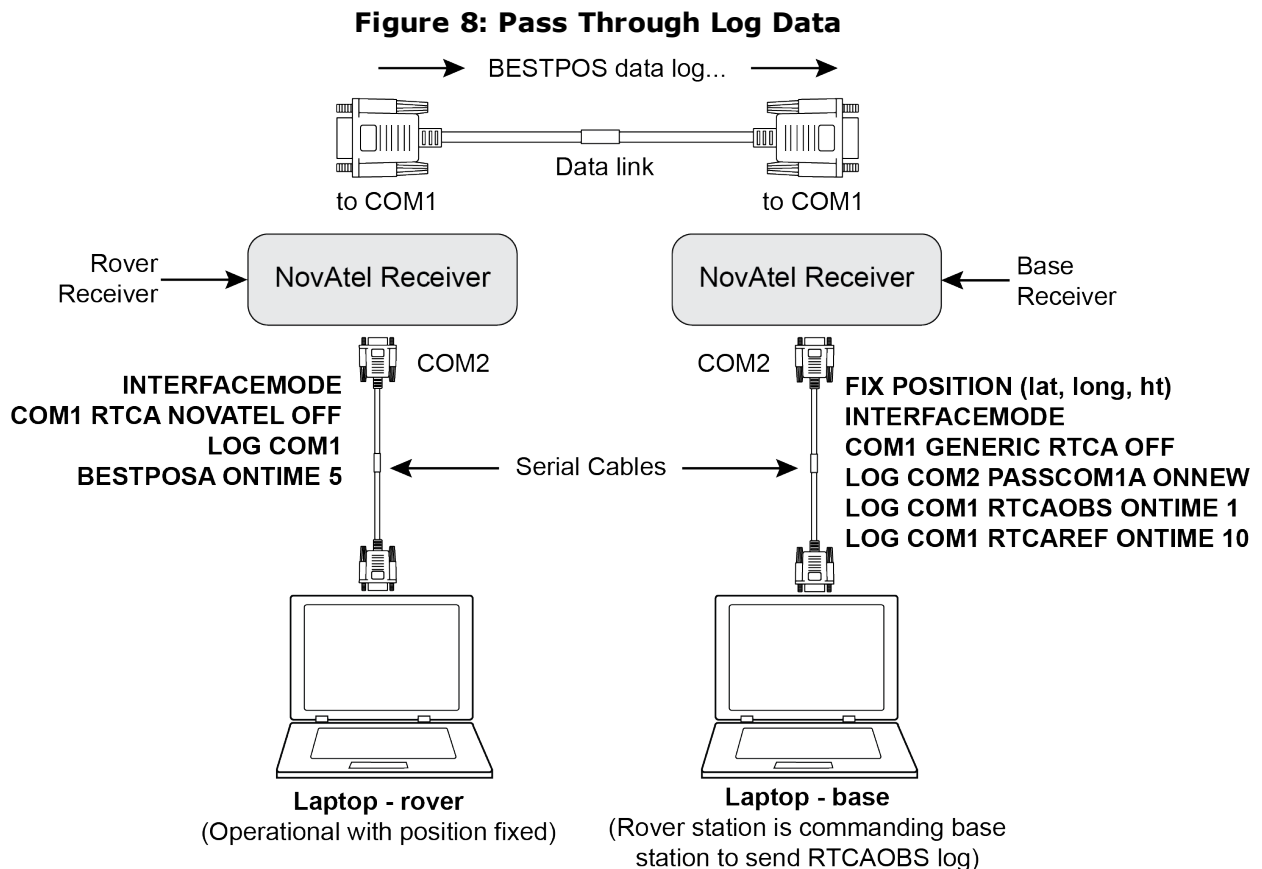 Figure 8: Pass Through Log Data
BESTPOS data log...
Data link
to COM1
to COM1
Rover
Receiver
NovAtel Receiver
NovAtel Receiver
Base
Receiver
COM2
COM2
INTERFACEMODE
COM1 RTCA NOVATEL OFF
LOG COM1
BESTPOSA ONTIME 5
Serial Cables
FIX POSITION (lat, long, ht)
INTERFACEMODE
COM1 GENERIC RTCA OFF
LOG COM2 PASSCOM1A ONNEW
LOG COM1 RTCAOBS ONTIME 1
LOG COM1 RTCAREF ONTIME 10
Laptop - rover
(Operational with position fixed)
Laptop - base
(Rover station is commanding base
station to send RTCAOBS log)